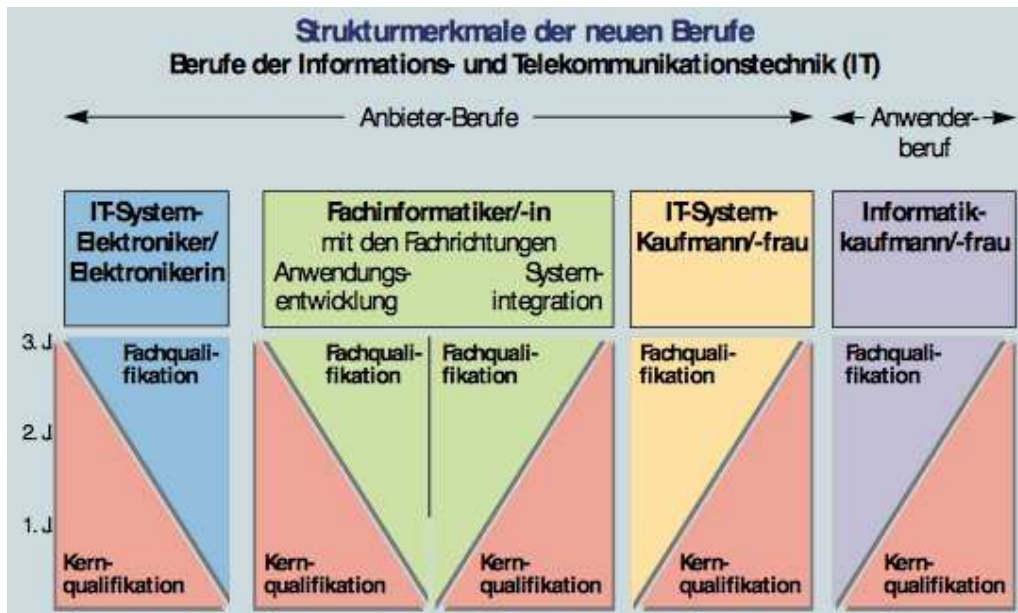 Strukturmerkmale der neuen Berufe
Berufe der Informations- und Telekommunikationstechnik (IT)
Anbieter-Berufe
Anwender-
beruf
IT-System-
Elektroniker/
Elektronikerin
Fachinformatiker/-in
mit den Fachrichtungen
Anwendungs-
entwicklung
System-
integration
IT-System-
Kaufmann/-frau
Informatik-
kaufmann/-frau
3. J.
2. J.
1. J.
Fachquali-
fikation
Fachquali-
fikation
Fachquali-
fikation
Fachquali-
fikation
Fachquali-
fikation
Kern-
qualifikation
Kern-
qualifikation
Kern-
qualifikation
Kern-
qualifikation
Kern-
qualifikation